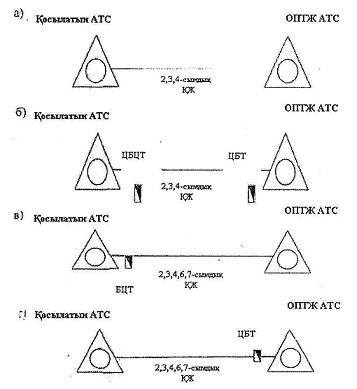 а)
Қосылатын АТС ОПТЖ АТС
2,3,4-сымдық
ҚЖ
б)
Қосылатын АТС ОПТЖ АТС
ЦБЦТ ЦБТ
2,3,4-сымдық
ҚЖ
в)
Қосылатын АТС ОПТЖ АТС
2,3,4,6,7-сымдық
ҚЖ
БЦТ
г)
Қосылатын АТС ОПТЖ АТС
ЦБТ
2,3,4,6,7-сымдық
ҚЖ